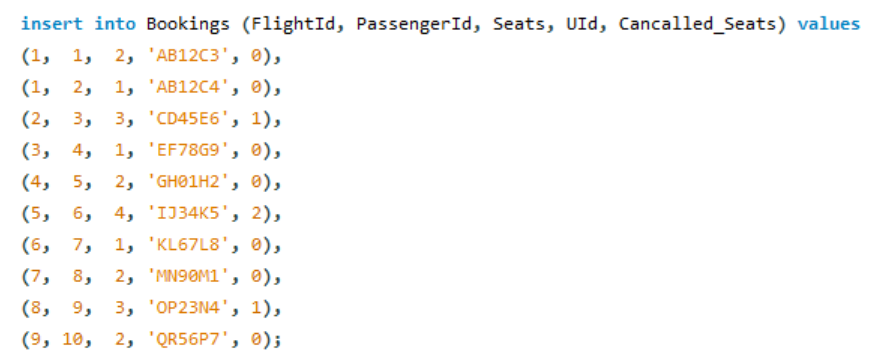 insert into Bookings (FlightId, PassengerId, Seats, UId, Cancalled_Seats) values
(1,  1,  2, 'AB12C3', 0),
(1,  2,  1, 'AB12C4', 0),
(2,  3,  3, 'CD45E6', 1),
(3,  4,  1, 'EF78G9', 0),
(4,  5,  2, 'GH01H2', 0),
(5,  6,  4, 'IJ34K5', 2),
(6,  7,  1, 'KL67L8', 0),
(7,  8,  2, 'MN90M1', 0),
(8,  9,  3, 'OP23N4', 1),
(9, 10,  2, 'QR56P7', 0);